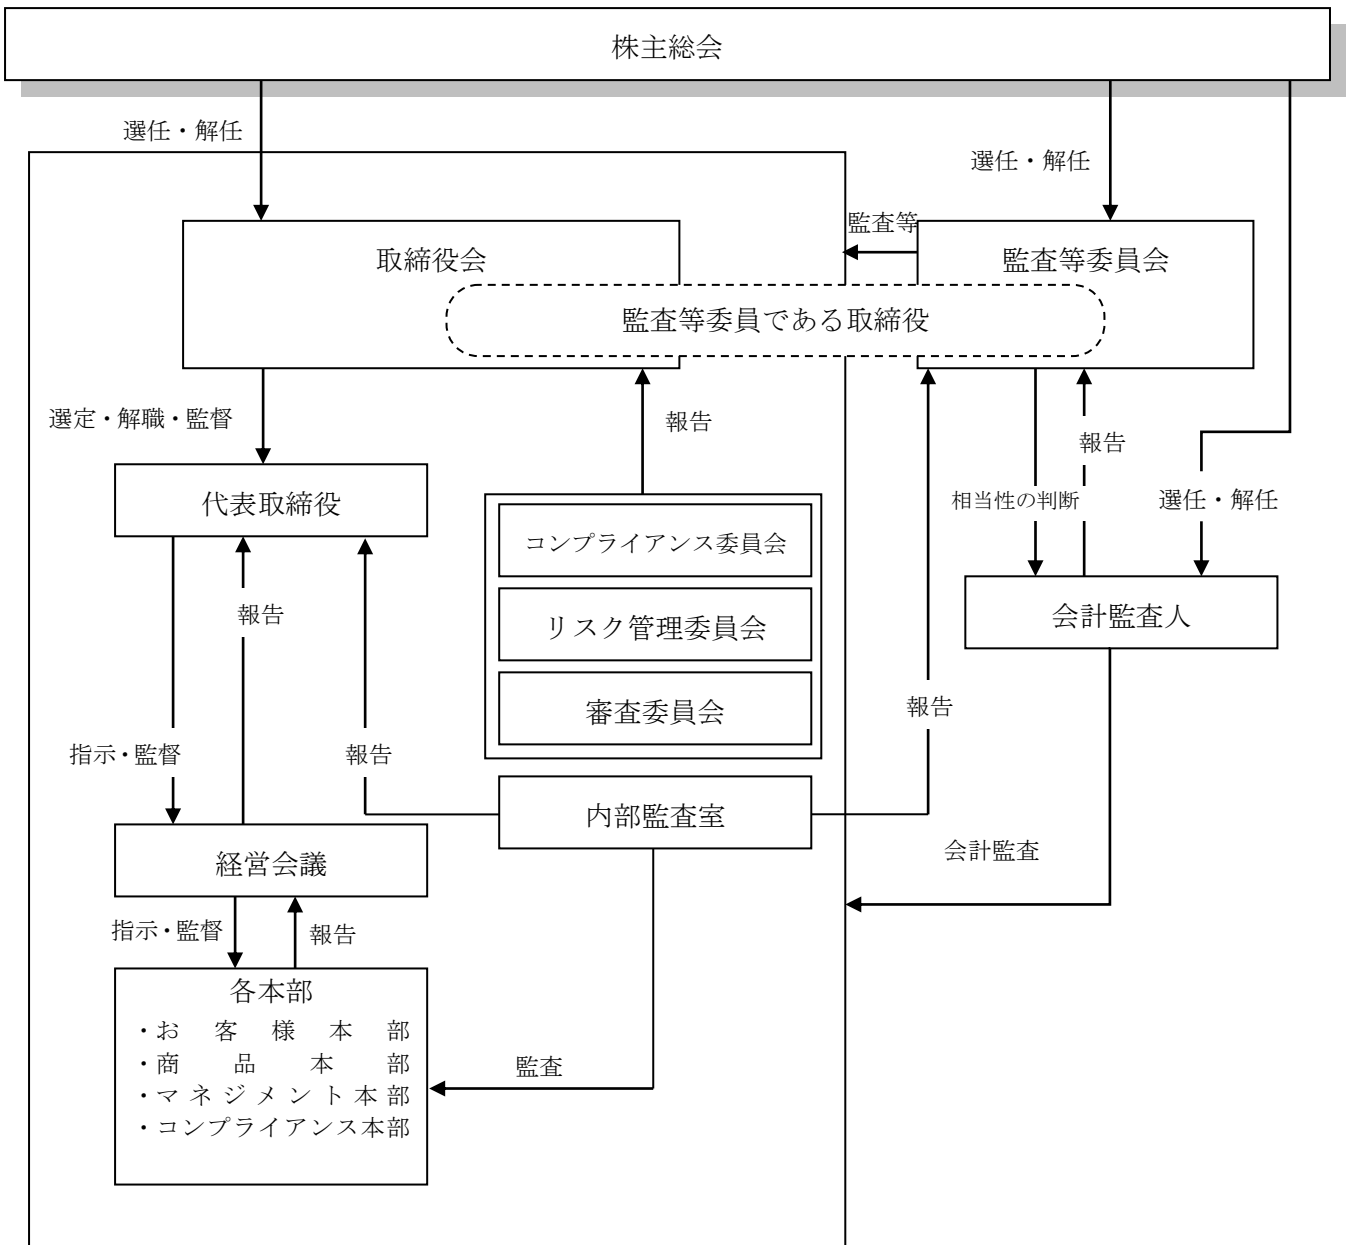 株主総会
選任・解任
選任・解任
監査等
取締役会
監査等委員会
監査等委員である取締役
選定・解職・監督
報告
報告
代表取締役
相当性の判断
選任・解任
コンプライアンス委員会
報告
会計監査人
リスク管理委員会
審査委員会
報告
指示・監督
報告
内部監査室
経営会議
会計監査
指示・監督
報告
各本部
・お客様本部
・商品本部
・マネジメント本部
・コンプライアンス本部
監査